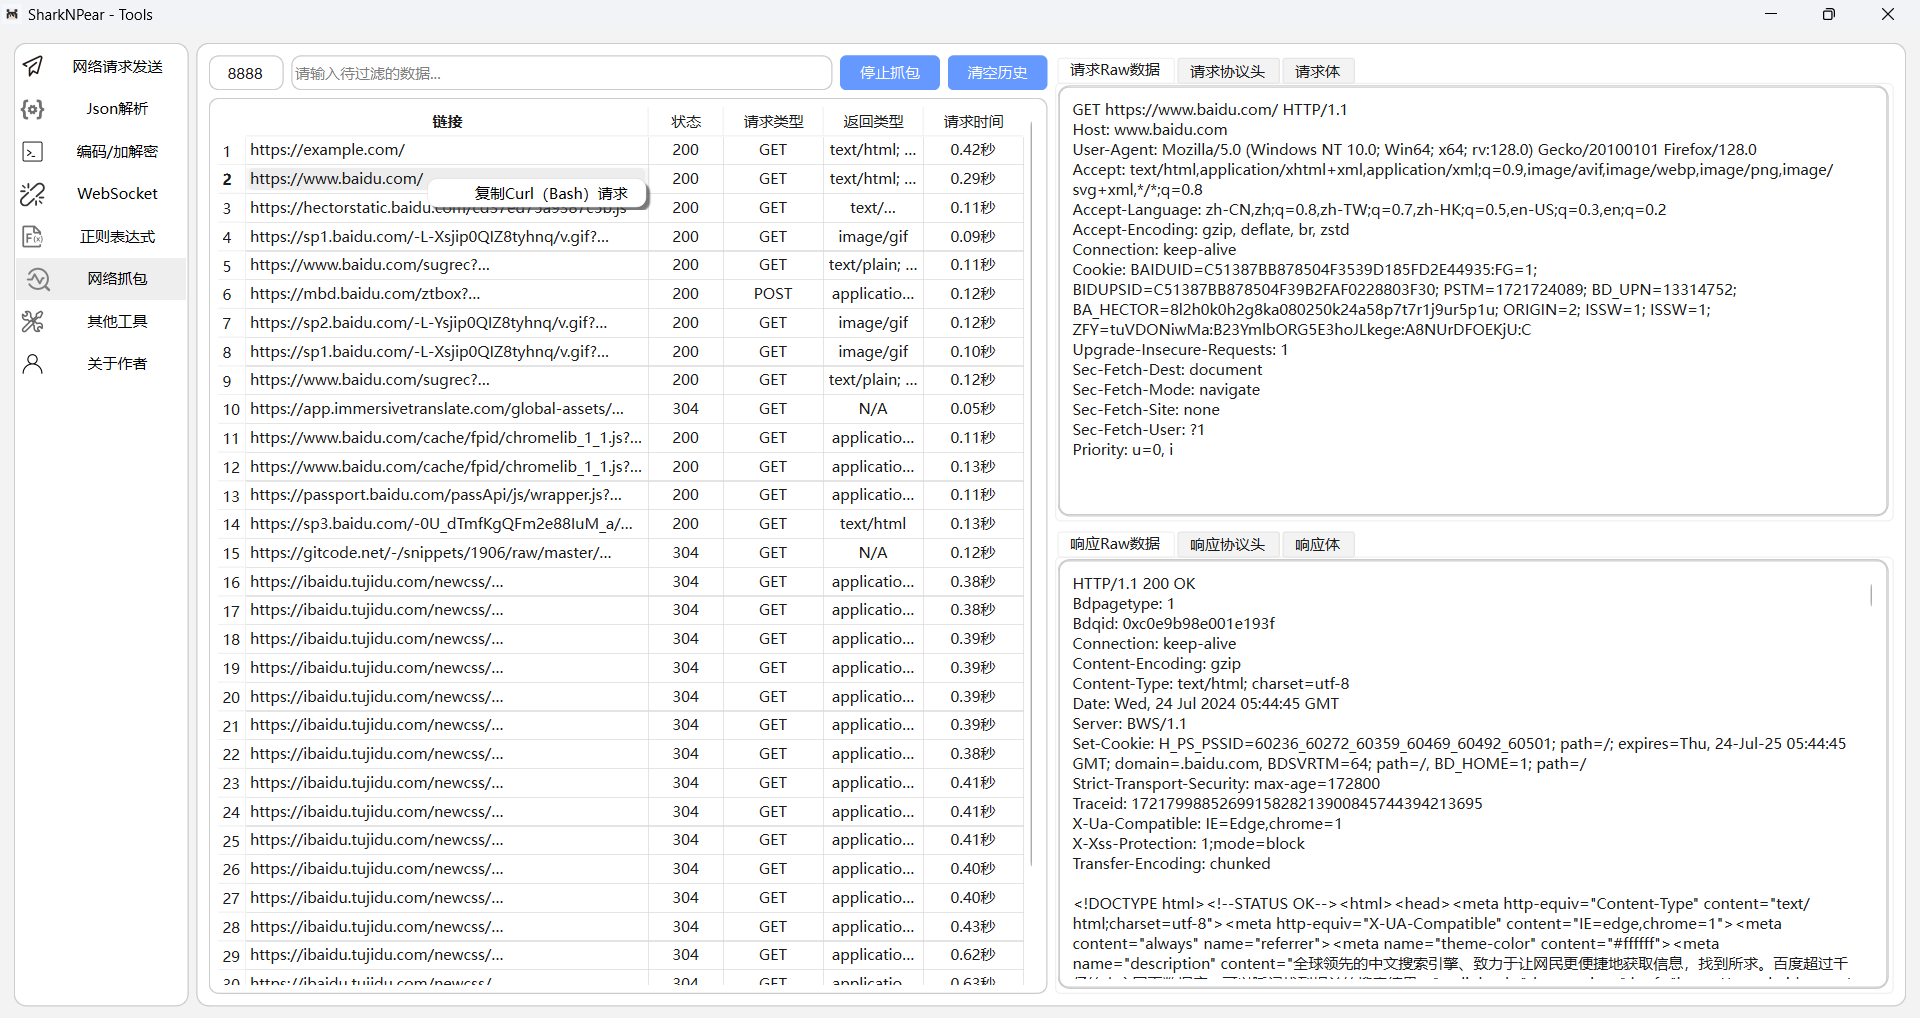 SharkNPear - Tools
网络请求发送
Json解析
编码/加解密
WebSocket
正则表达式
网络抓包
其他工具
关于作者
8888 请输入待过滤的数据... 停止抓包 清空历史
链接 状态 请求类型 返回类型 请求时间
1 https://example.com/ 200 GET text/html; ... 0.42秒
2 https://www.baidu.com/ 200 GET text/html; ... 0.29秒
复制Curl（Bash）请求
3 https://hectorstatic.baidu.com/cd37ed75a9387c5b.js 200 GET text/... 0.11秒
4 https://sp1.baidu.com/-L-Xsjip0QIZ8tyhnq/v.gif?... 200 GET image/gif 0.09秒
5 https://www.baidu.com/sugrec?... 200 GET text/plain; ... 0.11秒
6 https://mbd.baidu.com/ztbox?... 200 POST applicatio... 0.12秒
7 https://sp2.baidu.com/-L-Ysjip0QIZ8tyhnq/v.gif?... 200 GET image/gif 0.12秒
8 https://sp1.baidu.com/-L-Xsjip0QIZ8tyhnq/v.gif?... 200 GET image/gif 0.10秒
9 https://www.baidu.com/sugrec?... 200 GET text/plain; ... 0.12秒
10 https://app.immersivetranslate.com/global-assets/... 304 GET N/A 0.05秒
11 https://www.baidu.com/cache/fpid/chromelib_1_1.js?... 200 GET applicatio... 0.11秒
12 https://www.baidu.com/cache/fpid/chromelib_1_1.js?... 200 GET applicatio... 0.13秒
13 https://passport.baidu.com/passApi/js/wrapper.js?... 200 GET applicatio... 0.11秒
14 https://sp3.baidu.com/-0U_dTmfKgQFm2e88IuM_a/... 200 GET text/html 0.13秒
15 https://gitcode.net/-/snippets/1906/raw/master/... 304 GET N/A 0.12秒
16 https://ibaidu.tujidu.com/newcss/... 304 GET applicatio... 0.38秒
17 https://ibaidu.tujidu.com/newcss/... 304 GET applicatio... 0.38秒
18 https://ibaidu.tujidu.com/newcss/... 304 GET applicatio... 0.39秒
19 https://ibaidu.tujidu.com/newcss/... 304 GET applicatio... 0.39秒
20 https://ibaidu.tujidu.com/newcss/... 304 GET applicatio... 0.39秒
21 https://ibaidu.tujidu.com/newcss/... 304 GET applicatio... 0.39秒
22 https://ibaidu.tujidu.com/newcss/... 304 GET applicatio... 0.38秒
23 https://ibaidu.tujidu.com/newcss/... 304 GET applicatio... 0.41秒
24 https://ibaidu.tujidu.com/newcss/... 304 GET applicatio... 0.41秒
25 https://ibaidu.tujidu.com/newcss/... 304 GET applicatio... 0.41秒
26 https://ibaidu.tujidu.com/newcss/... 304 GET applicatio... 0.40秒
27 https://ibaidu.tujidu.com/newcss/... 304 GET applicatio... 0.40秒
28 https://ibaidu.tujidu.com/newcss/... 304 GET applicatio... 0.43秒
29 https://ibaidu.tujidu.com/newcss/... 304 GET applicatio... 0.62秒
30 https://ibaidu.tujidu.com/newcss/... 304 GET applicatio... 0.63秒
请求Raw数据 请求协议头 请求体
GET https://www.baidu.com/ HTTP/1.1
Host: www.baidu.com
User-Agent: Mozilla/5.0 (Windows NT 10.0; Win64; x64; rv:128.0) Gecko/20100101 Firefox/128.0
Accept: text/html,application/xhtml+xml,application/xml;q=0.9,image/avif,image/webp,image/png,image/
svg+xml,*/*;q=0.8
Accept-Language: zh-CN,zh;q=0.8,zh-TW;q=0.7,zh-HK;q=0.5,en-US;q=0.3,en;q=0.2
Accept-Encoding: gzip, deflate, br, zstd
Connection: keep-alive
Cookie: BAIDUID=C51387BB878504F3539D185FD2E44935:FG=1;
BIDUPSID=C51387BB878504F39B2FAF0228803F30; PSTM=1721724089; BD_UPN=13314752;
BA_HECTOR=8l2h0k0h2g8ka080250k24a58p7t7r1j9ur5p1u; ORIGIN=2; ISSW=1; ISSW=1;
ZFY=tuVDONiwMa:B23YmIbORG5E3hoJLkege:A8NUrDFOEKjU:C
Upgrade-Insecure-Requests: 1
Sec-Fetch-Dest: document
Sec-Fetch-Mode: navigate
Sec-Fetch-Site: none
Sec-Fetch-User: ?1
Priority: u=0, i
响应Raw数据 响应协议头 响应体
HTTP/1.1 200 OK
Bdpagetype: 1
Bdqid: 0xc0e9b98e001e193f
Connection: keep-alive
Content-Encoding: gzip
Content-Type: text/html; charset=utf-8
Date: Wed, 24 Jul 2024 05:44:45 GMT
Server: BWS/1.1
Set-Cookie: H_PS_PSSID=60236_60272_60359_60469_60492_60501; path=/; expires=Thu, 24-Jul-25 05:44:45
GMT; domain=.baidu.com, BDSVRTM=64; path=/, BD_HOME=1; path=/
Strict-Transport-Security: max-age=172800
Traceid: 1721799885269915828213900845744394213695
X-Ua-Compatible: IE=Edge,chrome=1
X-Xss-Protection: 1;mode=block
Transfer-Encoding: chunked
&lt;!DOCTYPE html&gt;&lt;!--STATUS OK--&gt;&lt;html&gt;&lt;head&gt;&lt;meta http-equiv="Content-Type" content="text/
html;charset=utf-8"&gt;&lt;meta http-equiv="X-UA-Compatible" content="IE=edge,chrome=1"&gt;&lt;meta
content="always" name="referrer"&gt;&lt;meta name="theme-color" content="#ffffff"&gt;&lt;meta
name="description" content="全球领先的中文搜索引擎、致力于让网民更便捷地获取信息，找到所求。百度超过千